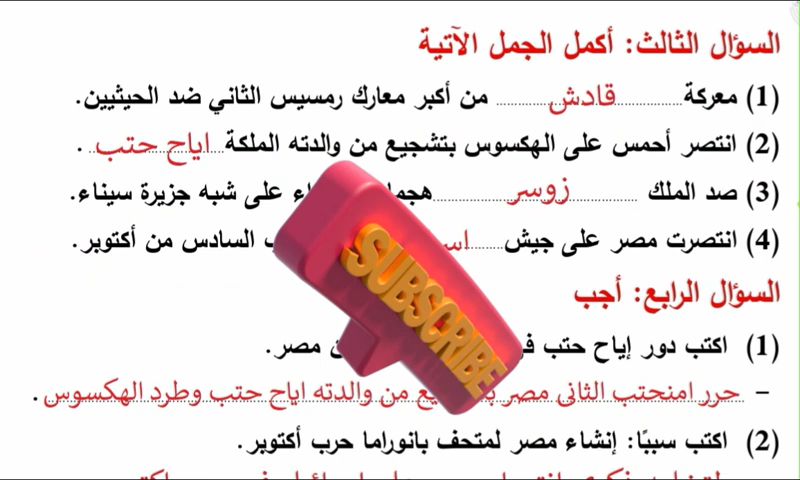 السؤال الثالث: أكمل الجمل الآتية
(1) معركة قادش من أكبر معارك رمسيس الثاني ضد الحيثيين.
(2) انتصر أحمس على الهكسوس بتشجيع من والدته الملكة اياح حتب.
(3) صد الملك زوسر على شبه جزيرة سيناء.
(4) انتصرت مصر على جيش السادس من أكتوبر.
SUBSCRIBE
السؤال الرابع: أجب
(1) اكتب دور إياح حتب مصر.
– حرر امنحتب الثانى مصر من والدته اياح حتب وطرد الهكسوس.
(2) اكتب سببًا: إنشاء مصر لمتحف بانوراما حرب أكتوبر.